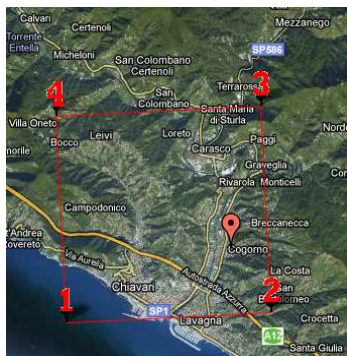 Calvari
Certenoli
Mezzanego
Torrente
Entella
SP586
Micheloni
San Colombano
Certenoli
4
3
Terrarossa
San
Colombano
Santa Maria
di Sturla
Villa Oneto
Leivi
Loreto
Paggi
Bocco
Carasco
Graveglia
Rivarola
Monticelli
Campodonico
Breccanecca
Cogorno
Via Aurelia
Autostrada Azzurra
La Costa
2
San
Bartolomeo
1
Chiavari
SP1
Lavagna
Crocetta
A12
Santa Giulia